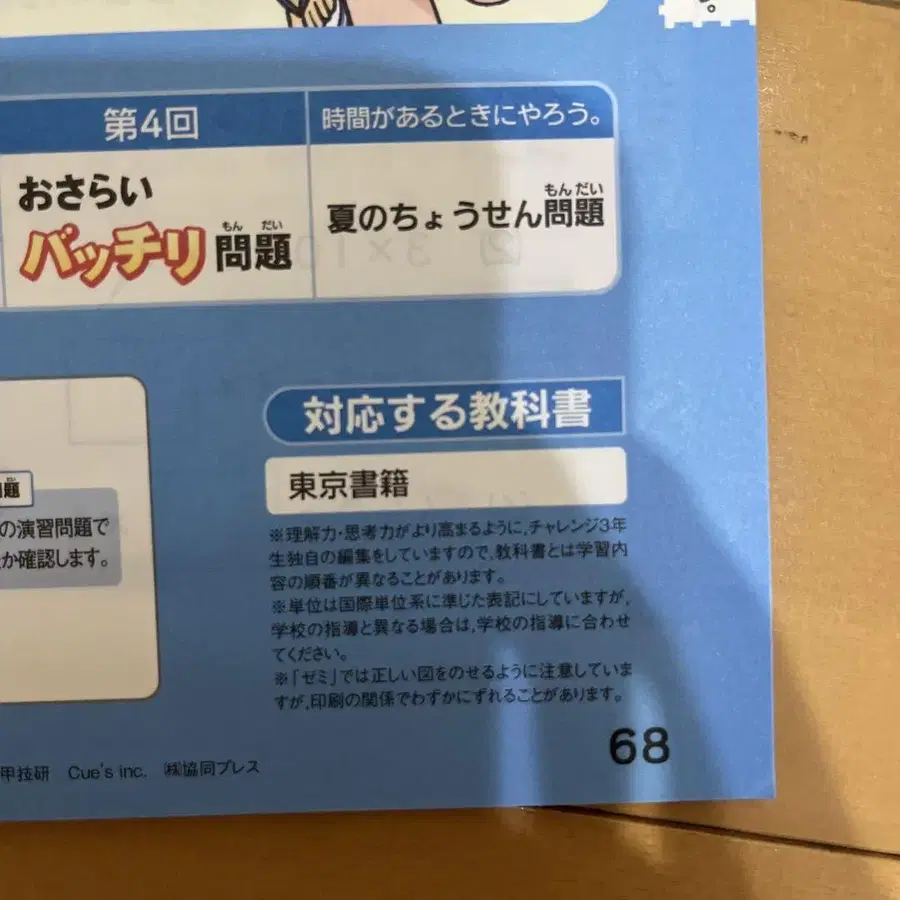 第4回
時間があるときにやろう。
おさらい
バッチリ問題
もん だい
夏のちょうせん問題
もんだい
対応する教科書
東京書籍
※理解力・思考力がより高まるように,チャレンジ3年
生独自の編集をしていますので,教科書とは学習内
容の順番が異なることがあります。
※単位は国際単位系に準じた表記にしていますが,
学校の指導と異なる場合は,学校の指導に合わせ
てください。
※「ゼミ」では正しい図をのせるように注意していま
すが,印刷の関係でわずかにずれることがあります。
題
の演習問題で
か確認します。
甲技研 Cue's inc. ㈱協同プレス
68